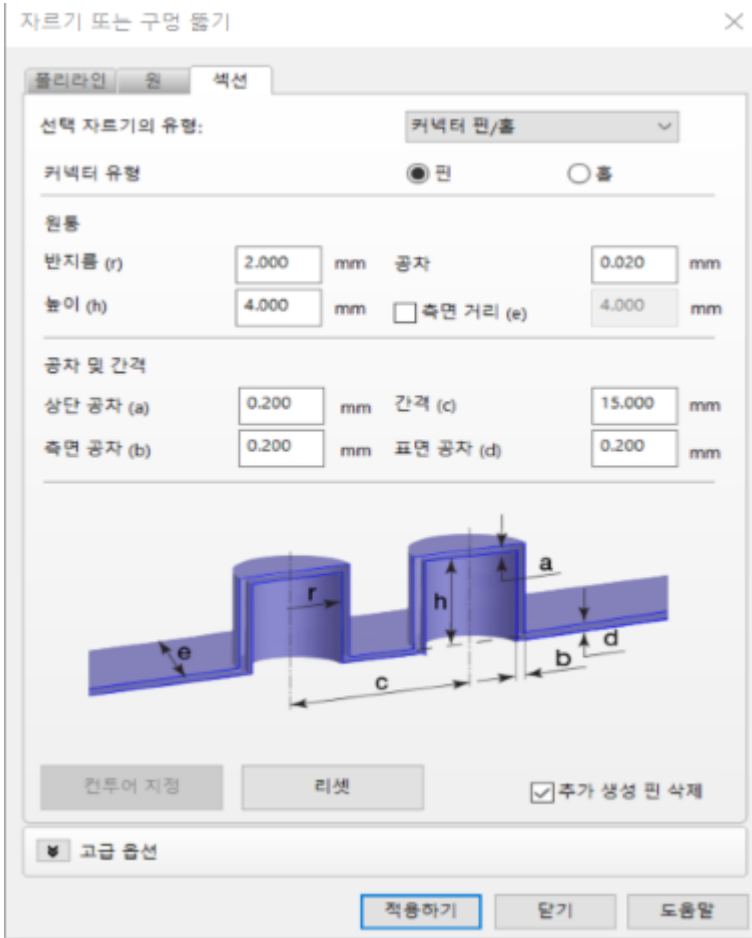 자르기 또는 구멍 뚫기
폴리라인 원 섹션
선택 자르기의 유형: 커넥터 핀/홀
커넥터 유형 핀 홀
원통
반지름 (r) 2.000 mm 공차 0.020 mm
높이 (h) 4.000 mm 측면 거리 (e) 4.000 mm
공차 및 간격
상단 공차 (a) 0.200 mm 간격 (c) 15.000 mm
측면 공차 (b) 0.200 mm 표면 공차 (d) 0.200 mm
a
r
h
e
d
b
c
컨투어 지정 리셋 추가 생성 핀 삭제
고급 옵션
적용하기 닫기 도움말